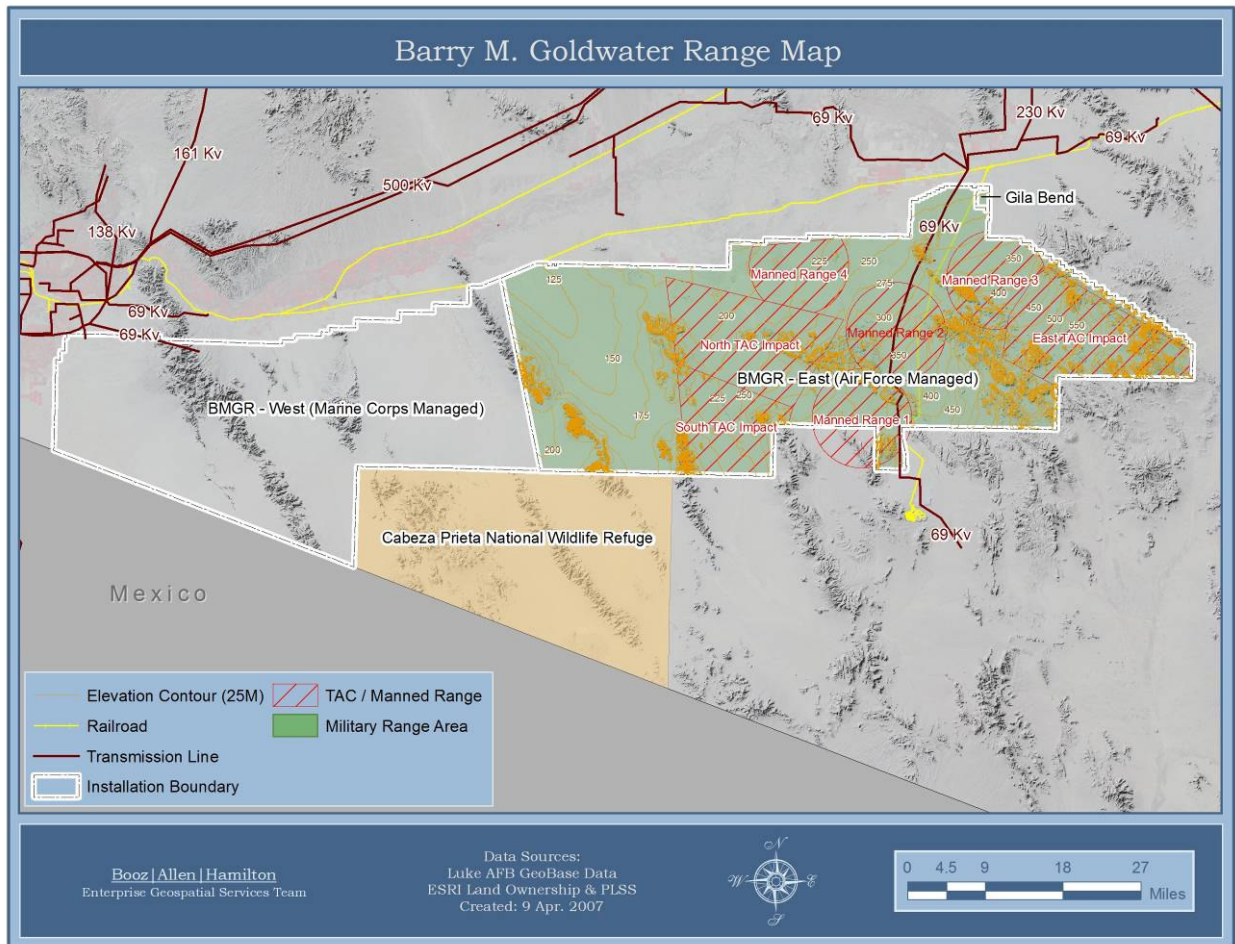 Barry M. Goldwater Range Map
69 Kv
230 Kv
69 Kv
161 Kv
500 Kv
Gila Bend
138 Kv
69 Kv
350
225
250
125
Manned Range 4
Manned Range 3
275
400
69 Kv
200
300
450
500
69 Kv
550
Manned Range 2
North TAC Impact
East TAC Impact
150
350
BMGR - East (Air Force Managed)
225
250
400
BMGR - West (Marine Corps Managed)
175
450
Manned Range 1
South TAC Impact
200
69 Kv
Cabeza Prieta National Wildlife Refuge
Mexico
Elevation Contour (25M)
TAC / Manned Range
Railroad
Military Range Area
Transmission Line
Installation Boundary
Booz|Allen|Hamilton
Enterprise Geospatial Services Team
Data Sources:
Luke AFB GeoBase Data
ESRI Land Ownership & PLSS
Created: 9 Apr. 2007
N
W
E
S
0 4.5 9 18 27
Miles